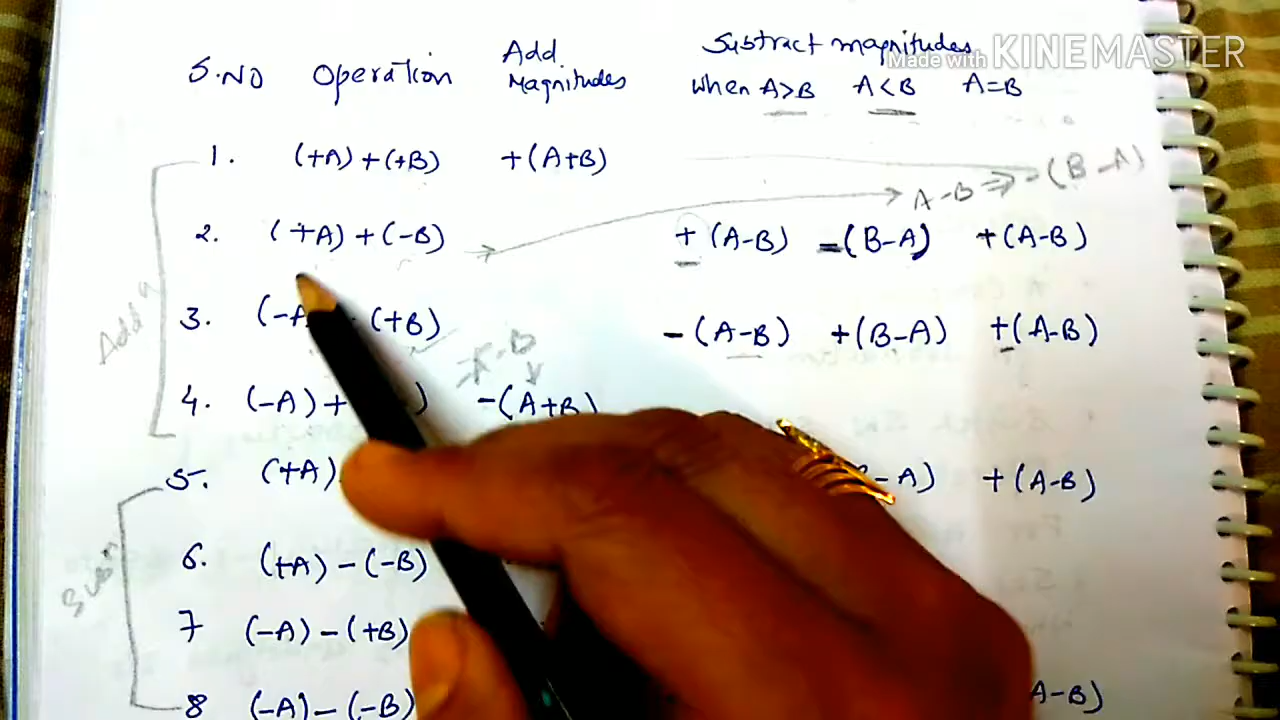 Subtract magnitudes
Made with KINEMASTER
S.NO Operation Add Magnitudes when A>B A<B A=B
1. (+A) + (+B) +(A+B)
A-B ⇒ -(B-A)
2. (+A) + (-B) + (A-B) -(B-A) +(A-B)
3. (-A) (+B) - (A-B) +(B-A) +(A-B)
-A-B
4. (-A) + ) -(A+B)
5. (+A) -A) +(A-B)
6. (+A) - (-B)
7 (-A) - (+B)
8 (-A) - (-B) A-B)